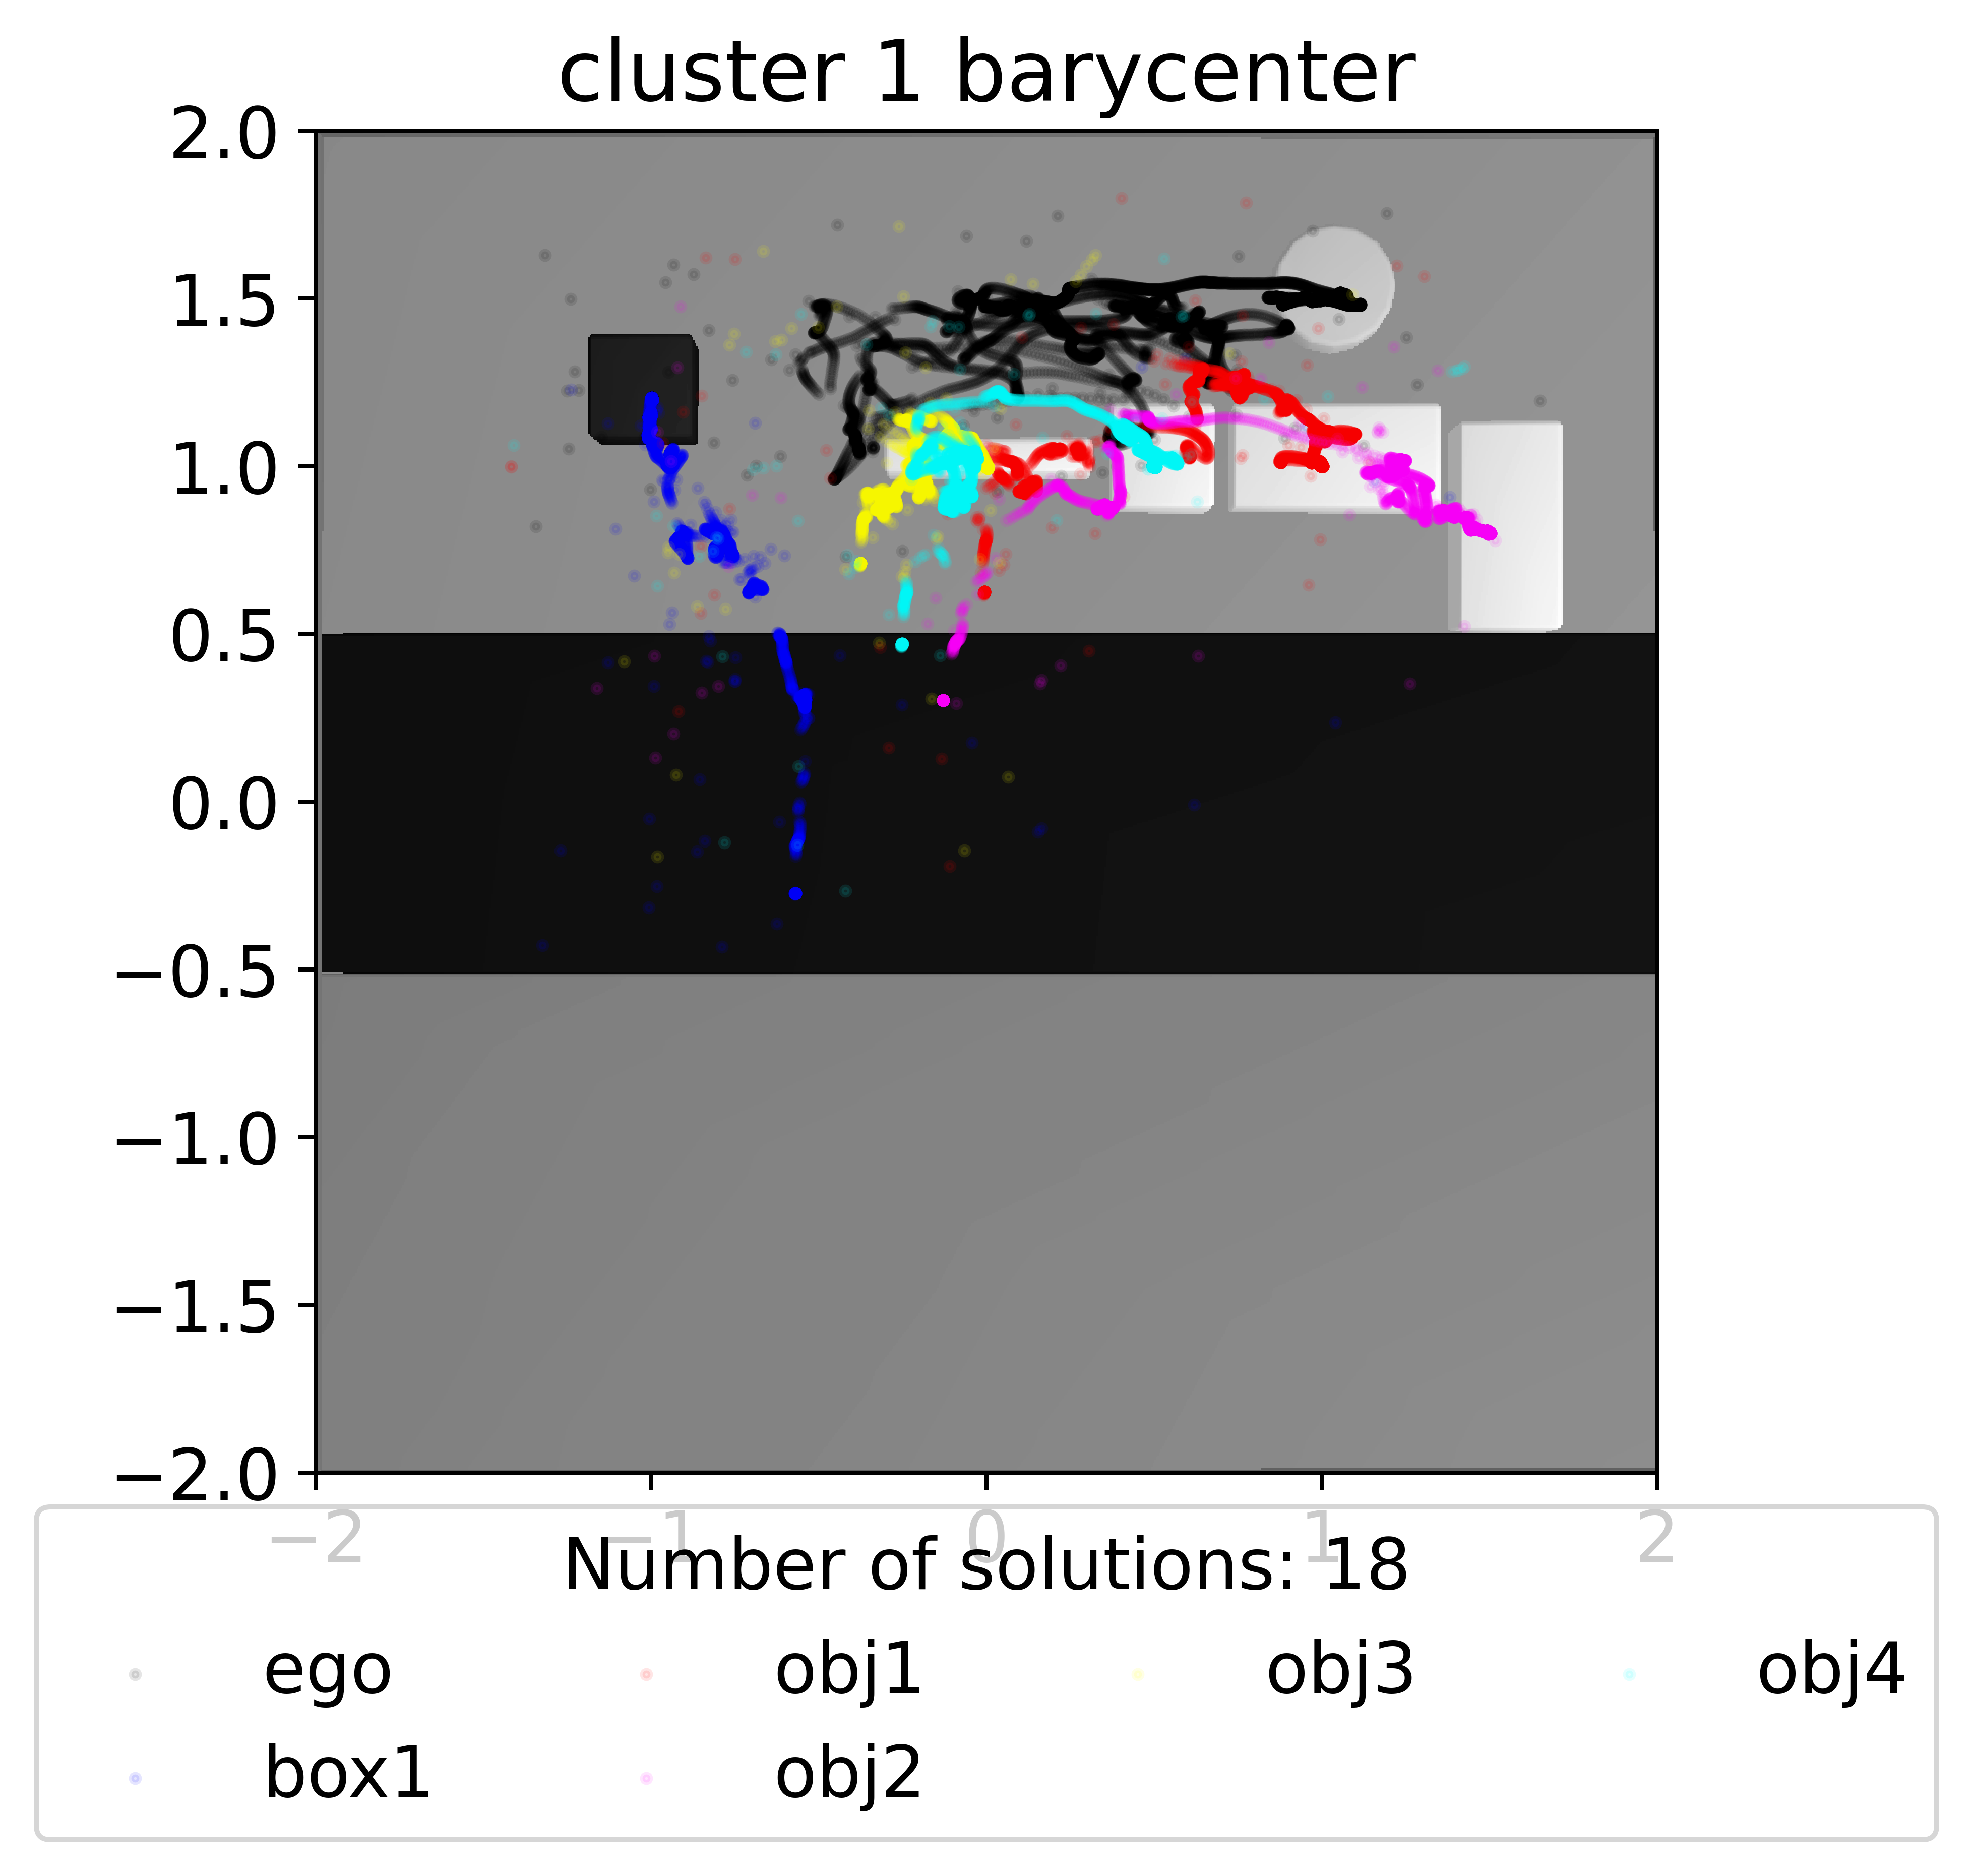 cluster 1 barycenter
2.0
1.5
1.0
0.5
0.0
−0.5
−1.0
−1.5
−2.0
−2 −1 0 1 2
Number of solutions: 18
ego obj1 obj3 obj4
box1 obj2